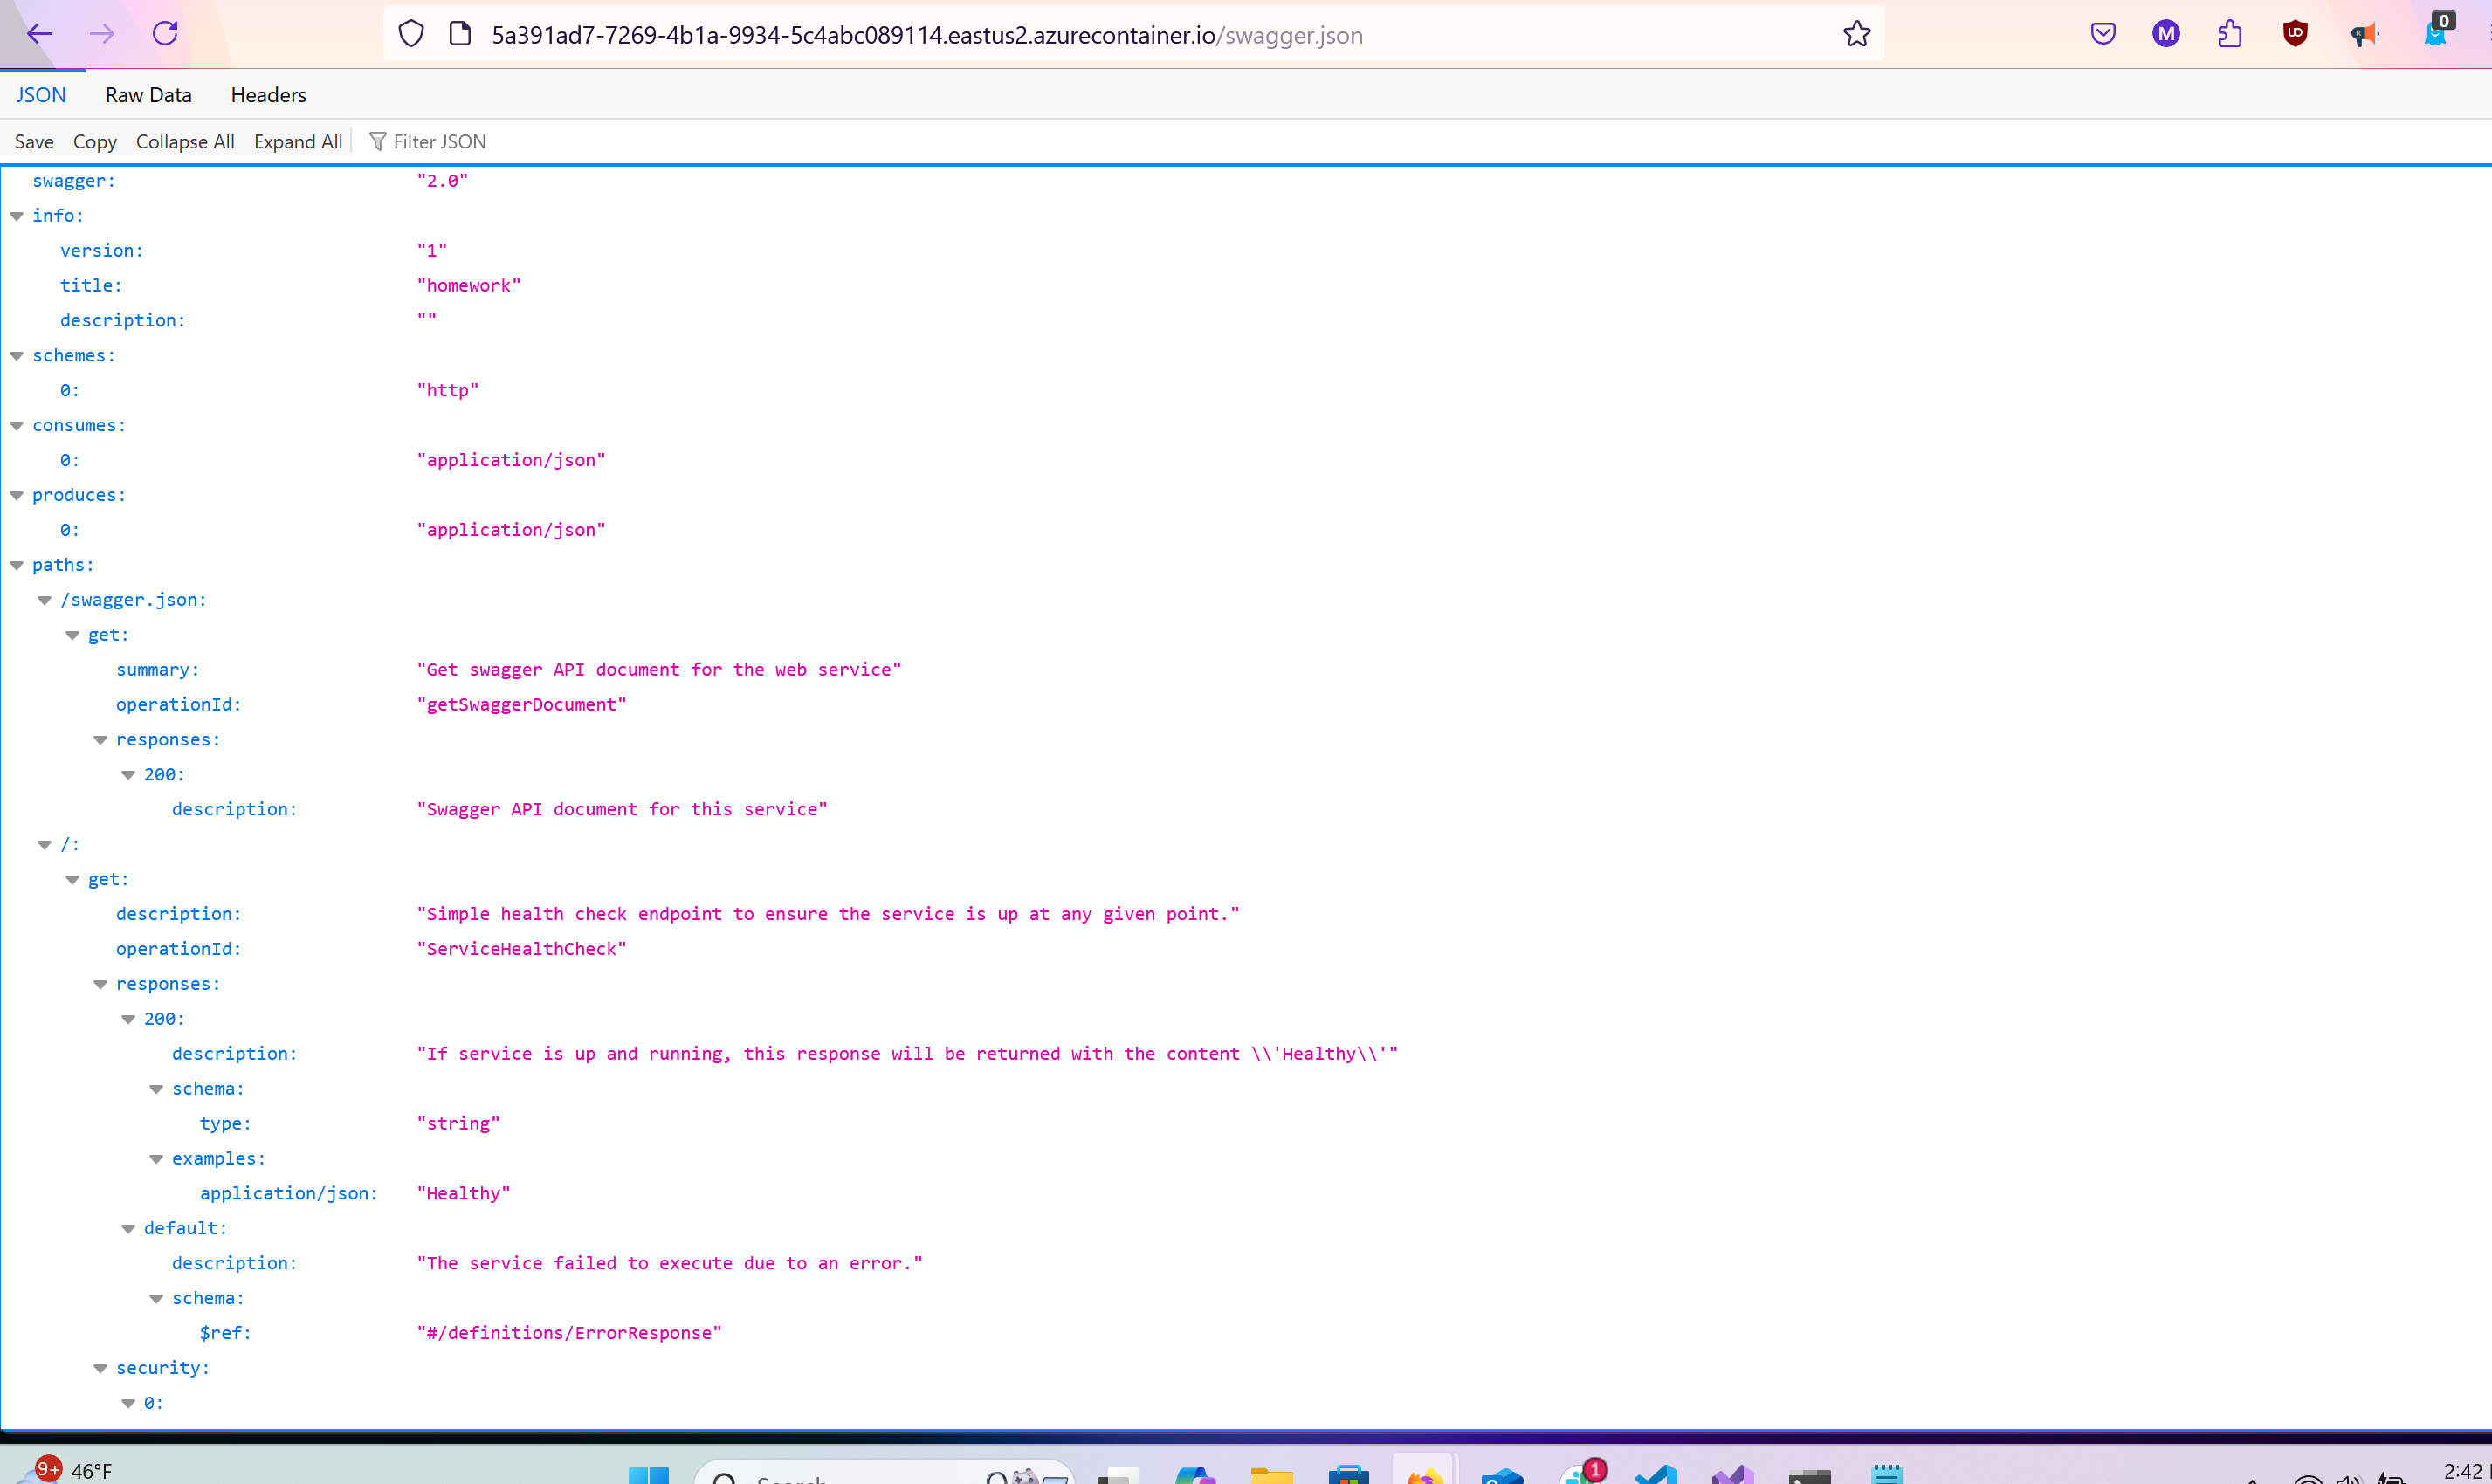 5a391ad7-7269-4b1a-9934-5c4abc089114.eastus2.azurecontainer.io/swagger.json
M
0
JSON Raw Data Headers
Save Copy Collapse All Expand All Filter JSON
swagger: "2.0"
info:
version: "1"
title: "homework"
description: ""
schemes:
0: "http"
consumes:
0: "application/json"
produces:
0: "application/json"
paths:
/swagger.json:
get:
summary: "Get swagger API document for the web service"
operationId: "getSwaggerDocument"
responses:
200:
description: "Swagger API document for this service"
/:
get:
description: "Simple health check endpoint to ensure the service is up at any given point."
operationId: "ServiceHealthCheck"
responses:
200:
description: "If service is up and running, this response will be returned with the content \\'Healthy\\'"
schema:
type: "string"
examples:
application/json: "Healthy"
default:
description: "The service failed to execute due to an error."
schema:
$ref: "#/definitions/ErrorResponse"
security:
0:
9+ 46°F Search 1 2:42